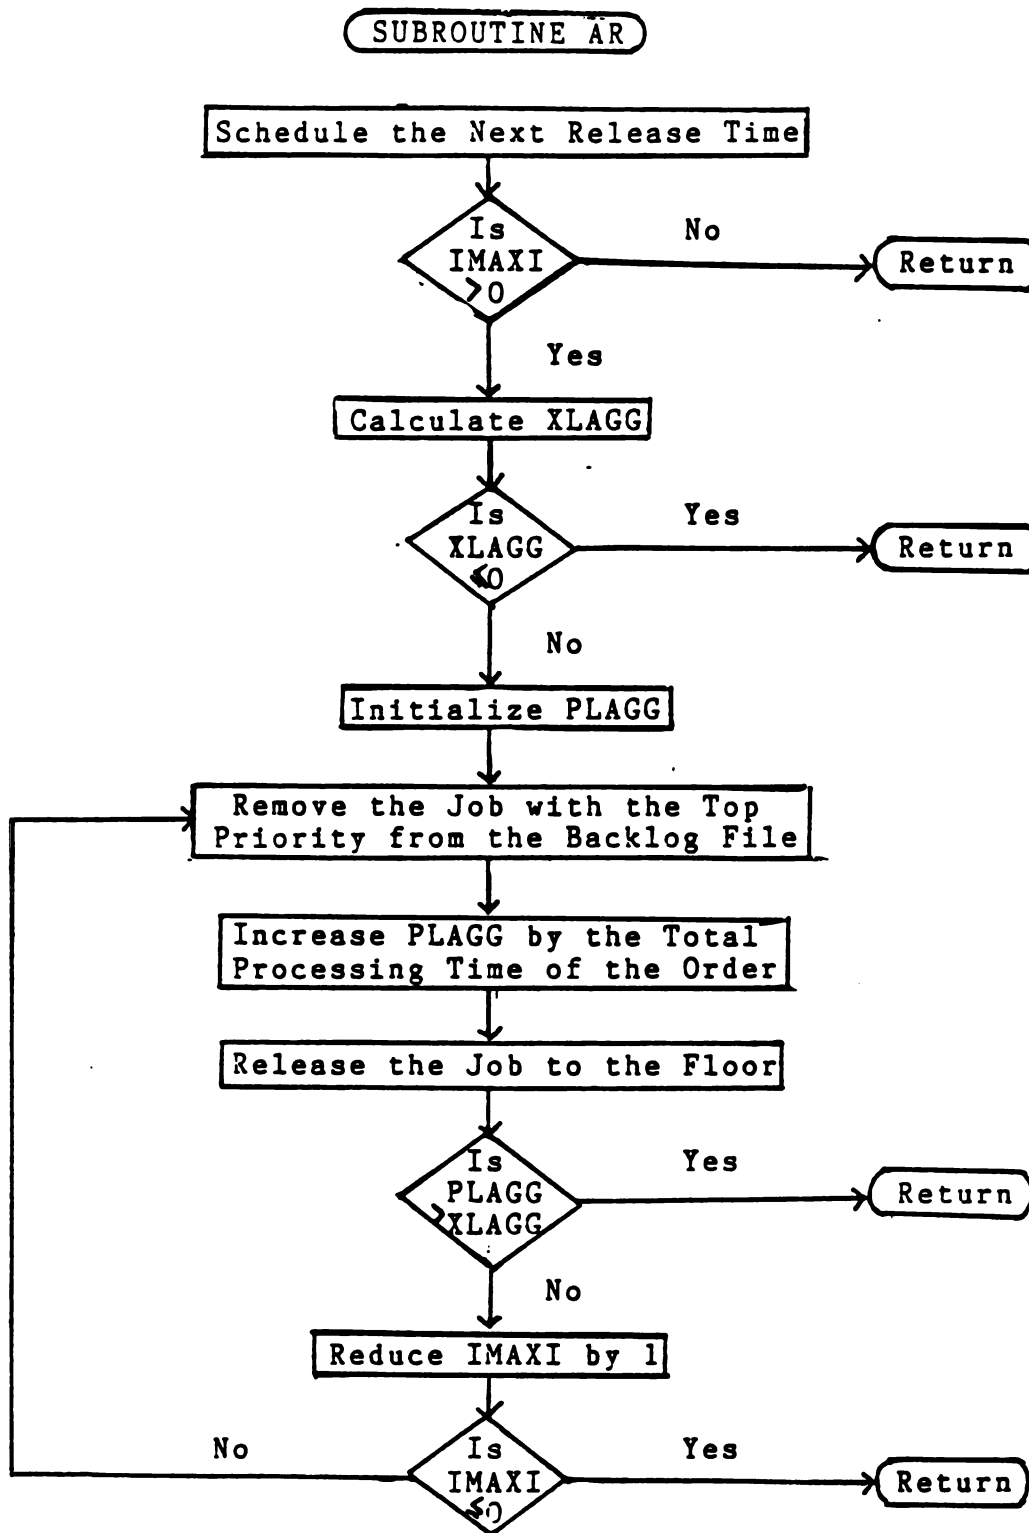 SUBROUTINE AR
Schedule the Next Release Time
Is
IMAXI
>0
No
Return
Yes
Calculate XLAGG
Is
XLAGG
≤0
Yes
Return
No
Initialize PLAGG
Remove the Job with the Top
Priority from the Backlog File
Increase PLAGG by the Total
Processing Time of the Order
Release the Job to the Floor
Is
PLAGG
>XLAGG
Yes
Return
No
Reduce IMAXI by 1
Is
IMAXI
≤0
No
Yes
Return